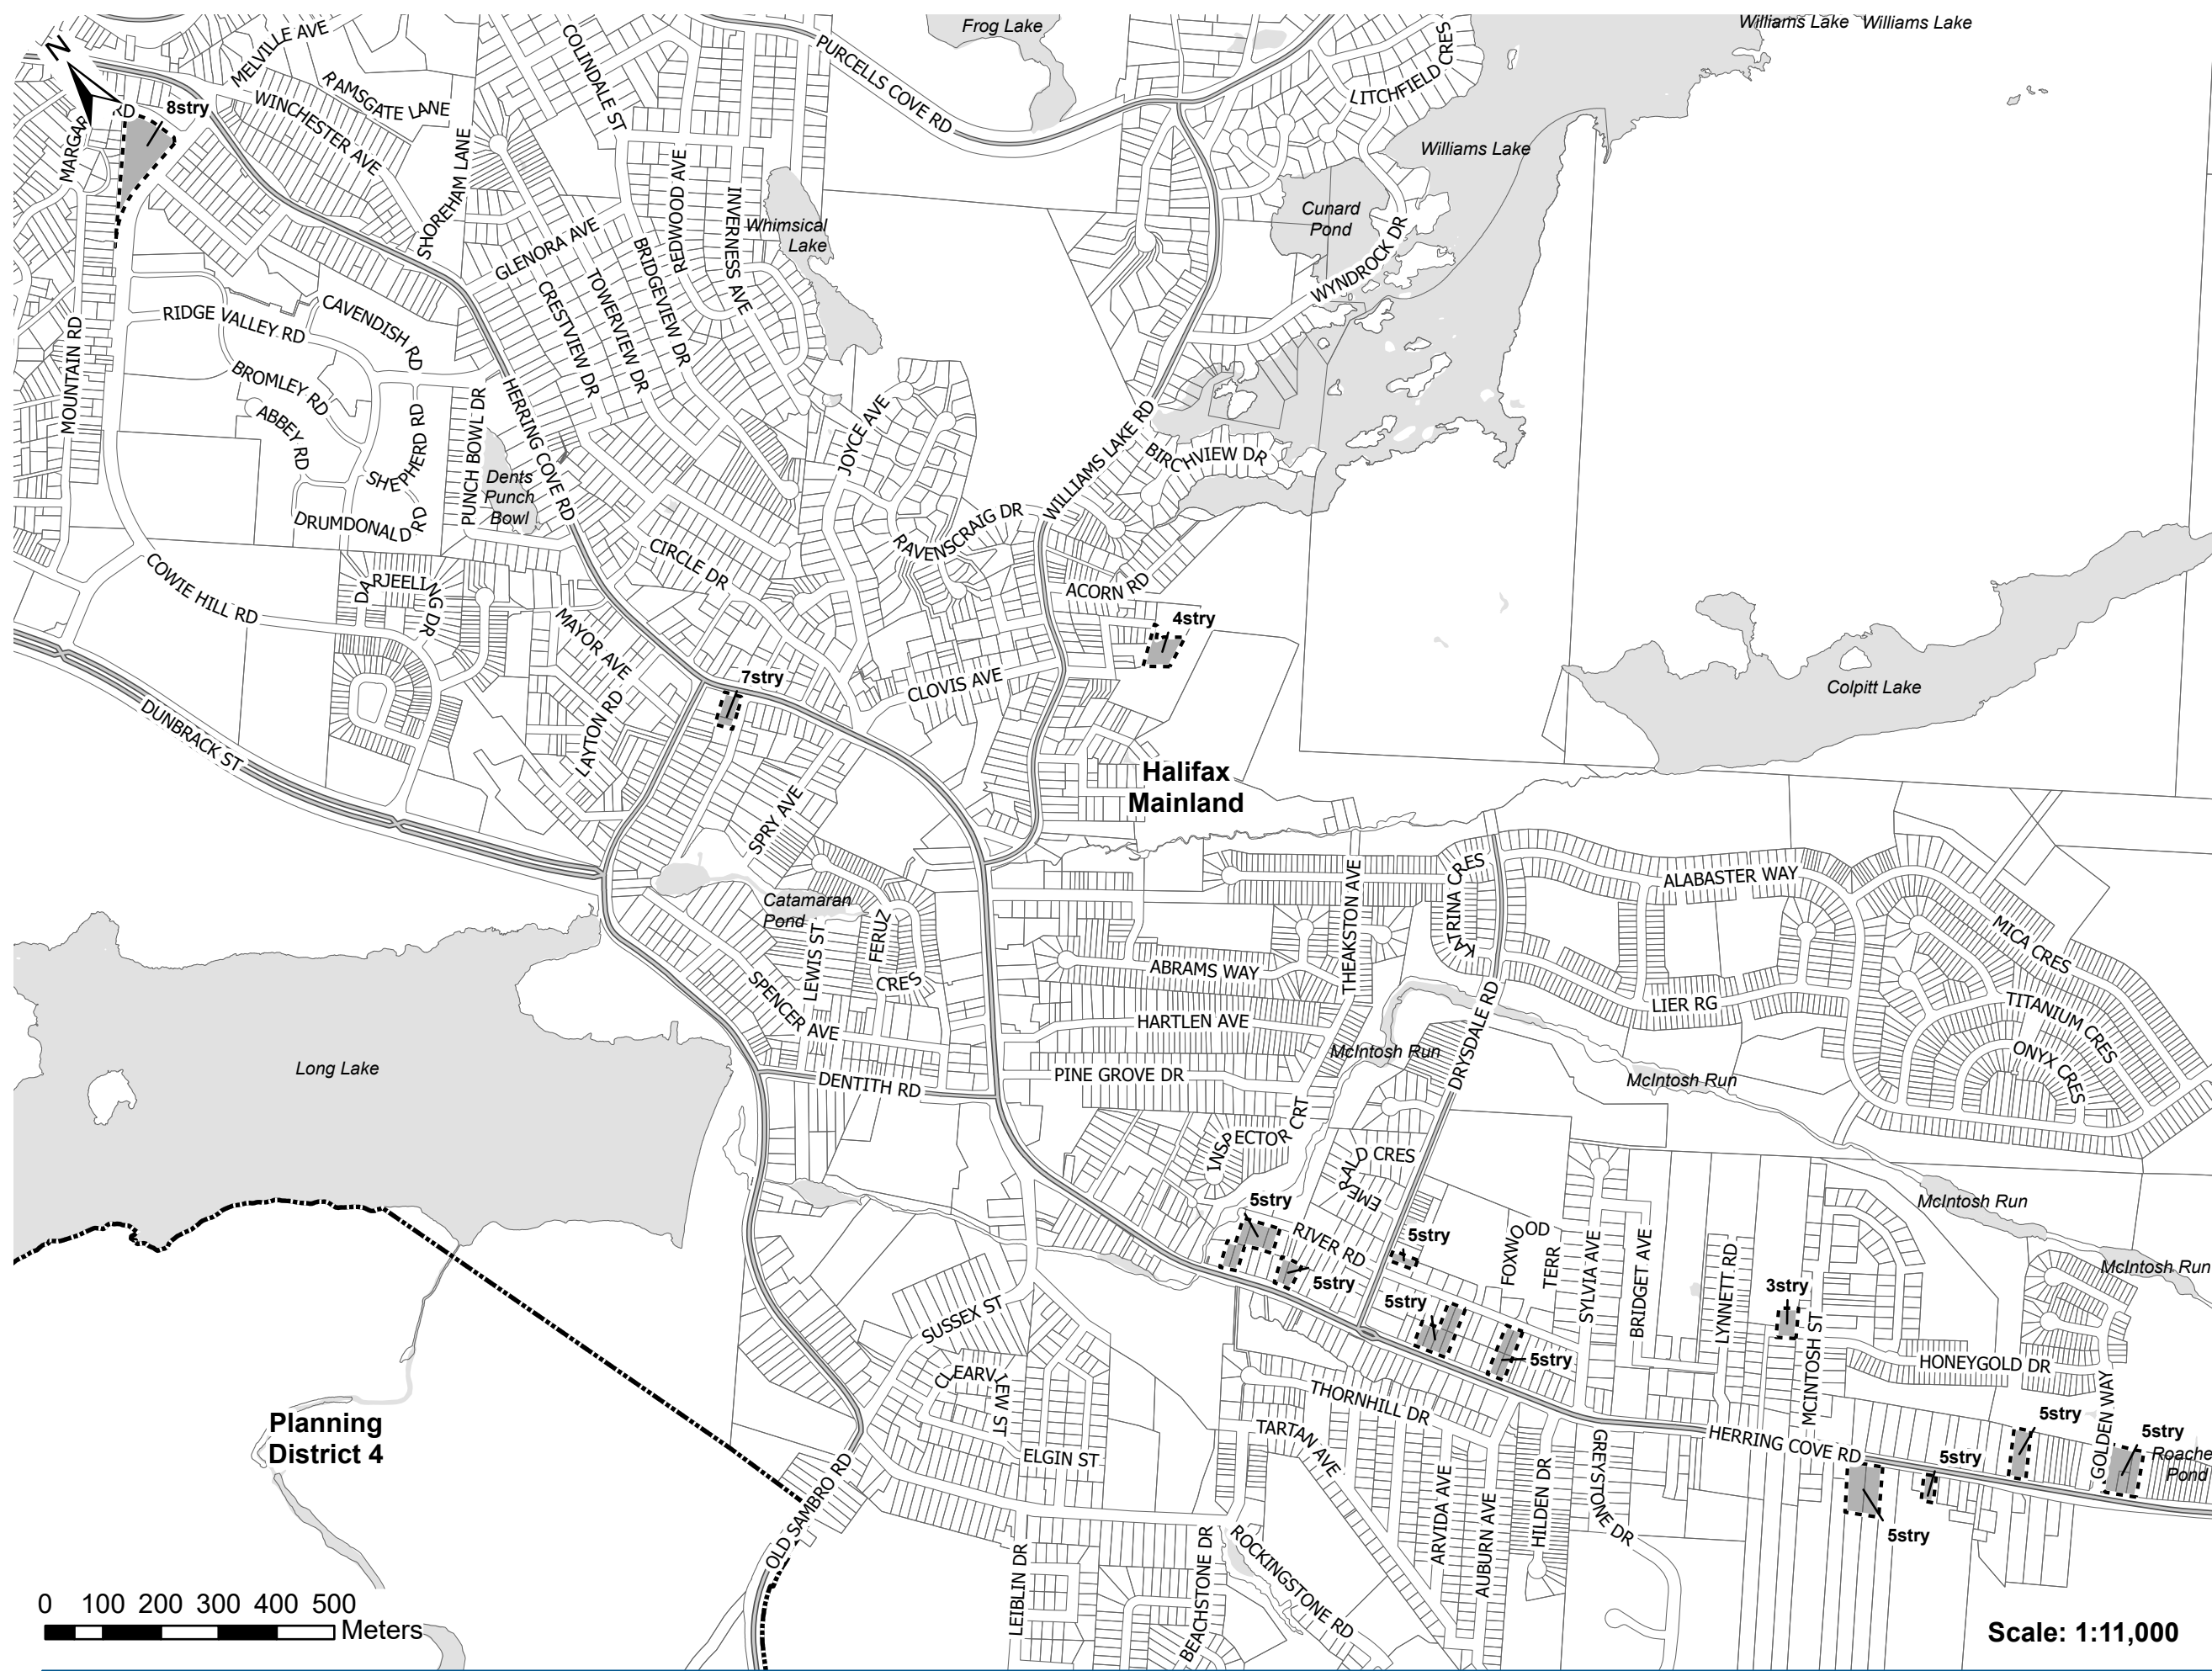 Frog Lake
Williams Lake
Williams Lake
N
MELVILLE AVE
COLINDALE ST
PURCELLS COVE RD
LITCHFIELD CRES
RAMSGATE LANE
WINCHESTER AVE
RD
8stry
MARGAR
SHOREHAM LANE
REDWOOD AVE
INVERNESS AVE
Williams Lake
Whimsical
Lake
Cunard
Pond
WYNDROCK DR
GLENORA AVE
BRIDGEVIEW DR
TOWERVIEW DR
CRESTVIEW DR
RIDGE VALLEY RD
CAVENDISH RD
MOUNTAIN RD
BROMLEY RD
ABBEY RD
SHEPHERD RD
PUNCH BOWL DR
HERRING COVE RD
Dents
Punch
Bowl
DRUMDONALD RD
JOYCE AVE
WILLIAMS LAKE RD
BIRCHVIEW DR
RAVENSCRAIG DR
CIRCLE DR
ACORN RD
4stry
COWIE HILL RD
DARJEELING DR
MAYOR AVE
LAYTON RD
7stry
CLOVIS AVE
Colpitt Lake
DUNBRACK ST
Halifax
Mainland
SPRY AVE
Catamaran
Pond
LEWIS ST
FERUZ
CRES
SPENCER AVE
THEAKSTON AVE
KATRINA CRES
ALABASTER WAY
MICA CRES
ABRAMS WAY
LIER RG
TITANIUM CRES
ONYX CRES
HARTLEN AVE
McIntosh Run
DRYSDALE RD
McIntosh Run
Long Lake
DENTITH RD
PINE GROVE DR
INSPECTOR CRT
EMERALD CRES
McIntosh Run
McIntosh Run
5stry
RIVER RD
5stry
5stry
5stry
5stry
FOXWOOD
TERR
SYLVIA AVE
BRIDGET AVE
LYNNETT RD
3stry
MCINTOSH ST
HONEYGOLD DR
GOLDEN WAY
SUSSEX ST
CLEARVIEW ST
ELGIN ST
THORNHILL DR
TARTAN AVE
HERRING COVE RD
5stry
5stry
5stry
5stry
Roache
Pond
Planning
District 4
OLD SAMBRO RD
LEIBLIN DR
BEACHSTONE DR
ROCKINGSTONE RD
ARVIDA AVE
AUBURN AVE
HILDEN DR
GREYSTONE DR
0 100 200 300 400 500
Meters
Scale: 1:11,000